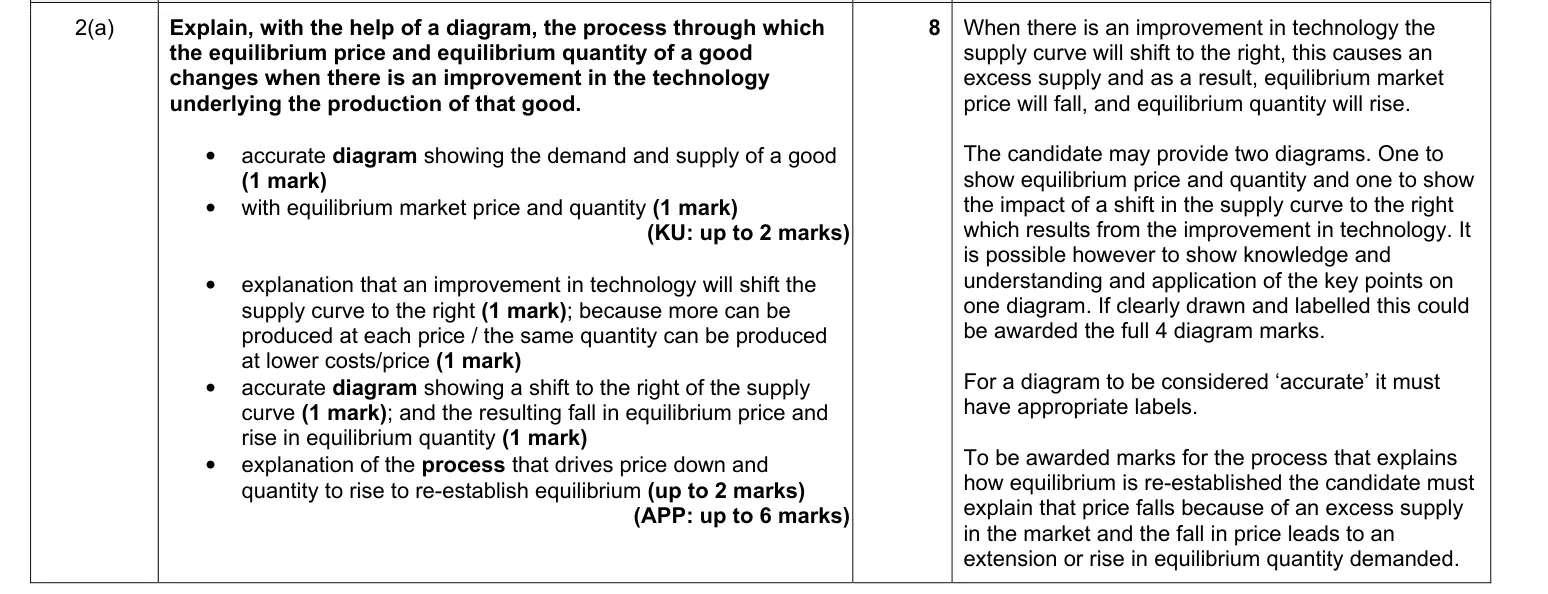 2(a)
Explain, with the help of a diagram, the process through which
the equilibrium price and equilibrium quantity of a good
changes when there is an improvement in the technology
underlying the production of that good.
• accurate diagram showing the demand and supply of a good
(1 mark)
• with equilibrium market price and quantity (1 mark)
(KU: up to 2 marks)
• explanation that an improvement in technology will shift the
supply curve to the right (1 mark); because more can be
produced at each price / the same quantity can be produced
at lower costs/price (1 mark)
• accurate diagram showing a shift to the right of the supply
curve (1 mark); and the resulting fall in equilibrium price and
rise in equilibrium quantity (1 mark)
• explanation of the process that drives price down and
quantity to rise to re-establish equilibrium (up to 2 marks)
(APP: up to 6 marks)
8
When there is an improvement in technology the
supply curve will shift to the right, this causes an
excess supply and as a result, equilibrium market
price will fall, and equilibrium quantity will rise.
The candidate may provide two diagrams. One to
show equilibrium price and quantity and one to show
the impact of a shift in the supply curve to the right
which results from the improvement in technology. It
is possible however to show knowledge and
understanding and application of the key points on
one diagram. If clearly drawn and labelled this could
be awarded the full 4 diagram marks.
For a diagram to be considered ‘accurate’ it must
have appropriate labels.
To be awarded marks for the process that explains
how equilibrium is re-established the candidate must
explain that price falls because of an excess supply
in the market and the fall in price leads to an
extension or rise in equilibrium quantity demanded.